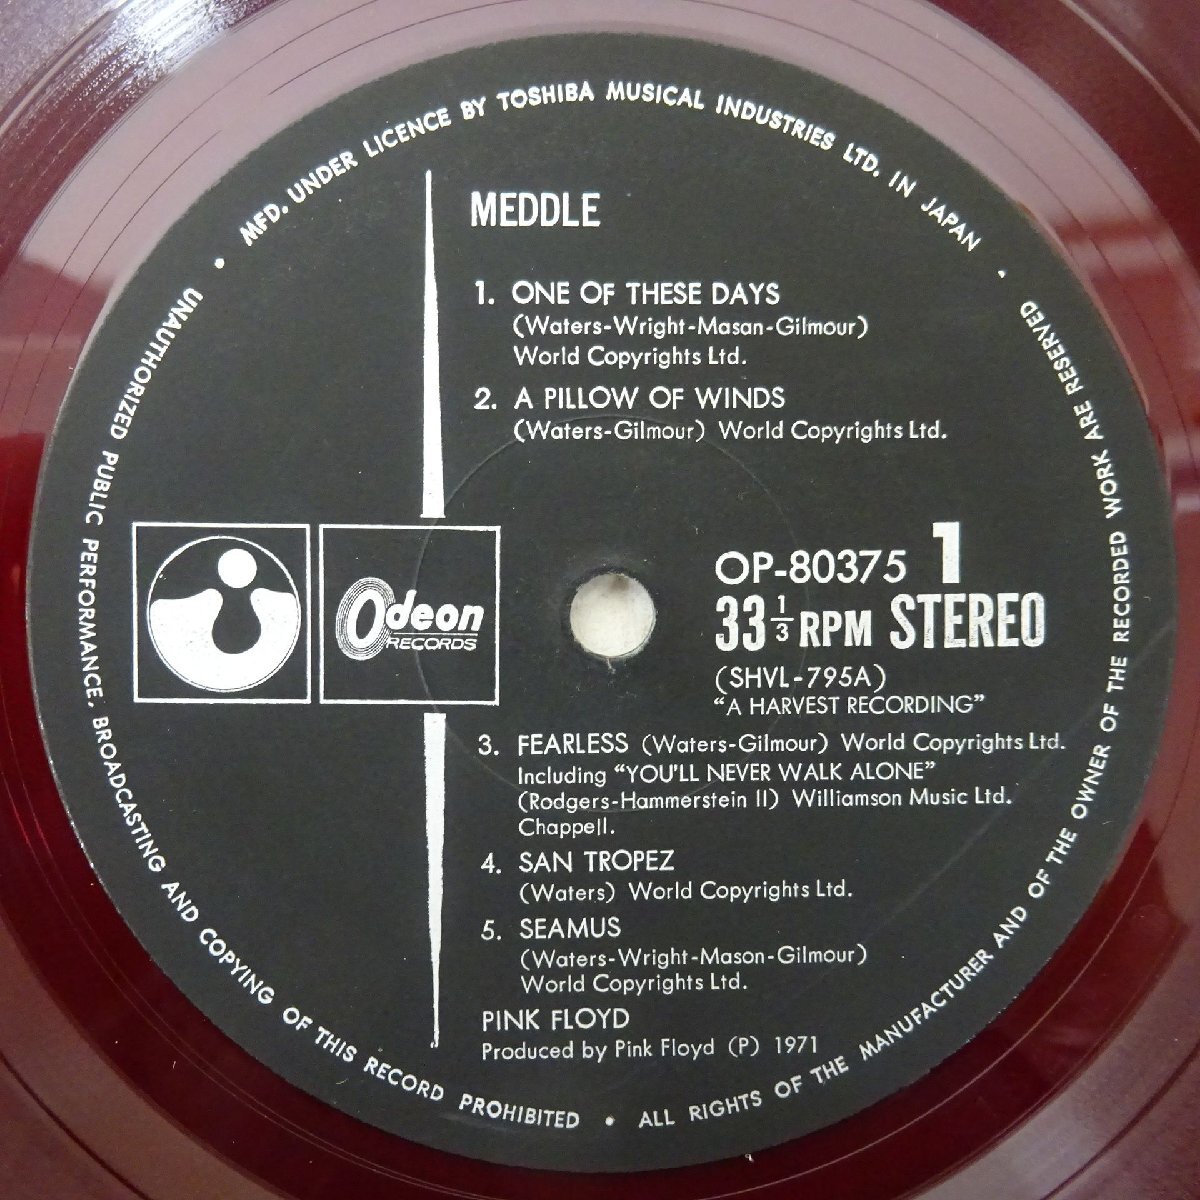 MFD. UNDER LICENCE BY TOSHIBA MUSICAL INDUSTRIES LTD. IN JAPAN •
MEDDLE
1. ONE OF THESE DAYS
(Waters-Wright-Masan-Gilmour)
World Copyrights Ltd.
2. A PILLOW OF WINDS
(Waters-Gilmour) World Copyrights Ltd.
Odeon
RECORDS
OP-80375 1
33 1/3 RPM STEREO
(SHVL-795A)
“A HARVEST RECORDING”
3. FEARLESS (Waters-Gilmour) World Copyrights Ltd.
Including “YOU'LL NEVER WALK ALONE”
(Rodgers-Hammerstein II) Williamson Music Ltd.
Chappell.
4. SAN TROPEZ
(Waters) World Copyrights Ltd.
5. SEAMUS
(Waters-Wright-Mason-Gilmour)
World Copyrights Ltd.
PINK FLOYD
Produced by Pink Floyd (P) 1971
• UNAUTHORIZED PUBLIC PERFORMANCE. BROADCASTING AND COPYING OF THIS RECORD PROHIBITED • ALL RIGHTS OF THE MANUFACTURER AND OF THE OWNER OF THE RECORDED WORK ARE RESERVED